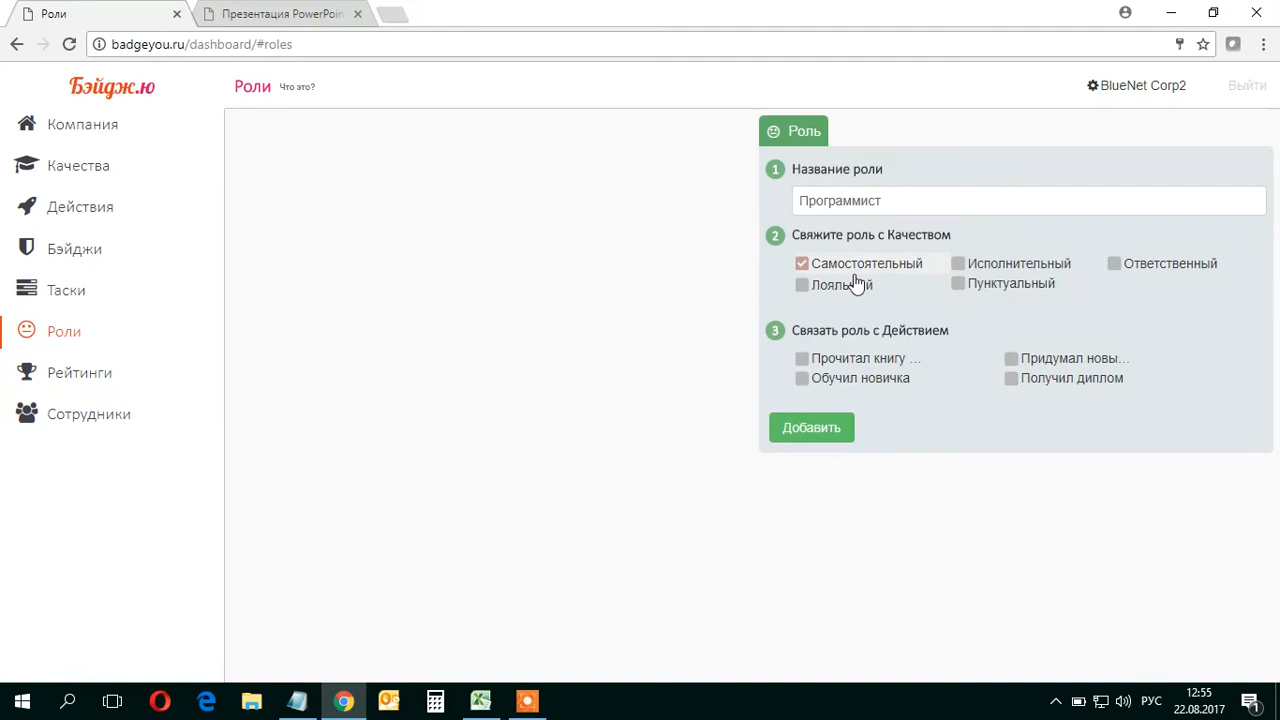 Роли
Презентация PowerPoin
badgeyou.ru/dashboard/#roles
Бэйдж.ю
Роли Что это?
BlueNet Corp2
Выйти
Компания
Качества
Действия
Бэйджи
Таски
Роли
Рейтинги
Сотрудники
Роль
1 Название роли
Программист
2 Свяжите роль с Качеством
Самостоятельный Исполнительный Ответственный
Лояльный Пунктуальный
3 Связать роль с Действием
Прочитал книгу ... Придумал новы...
Обучил новичка Получил диплом
Добавить
РУС
12:55
22.08.2017
1